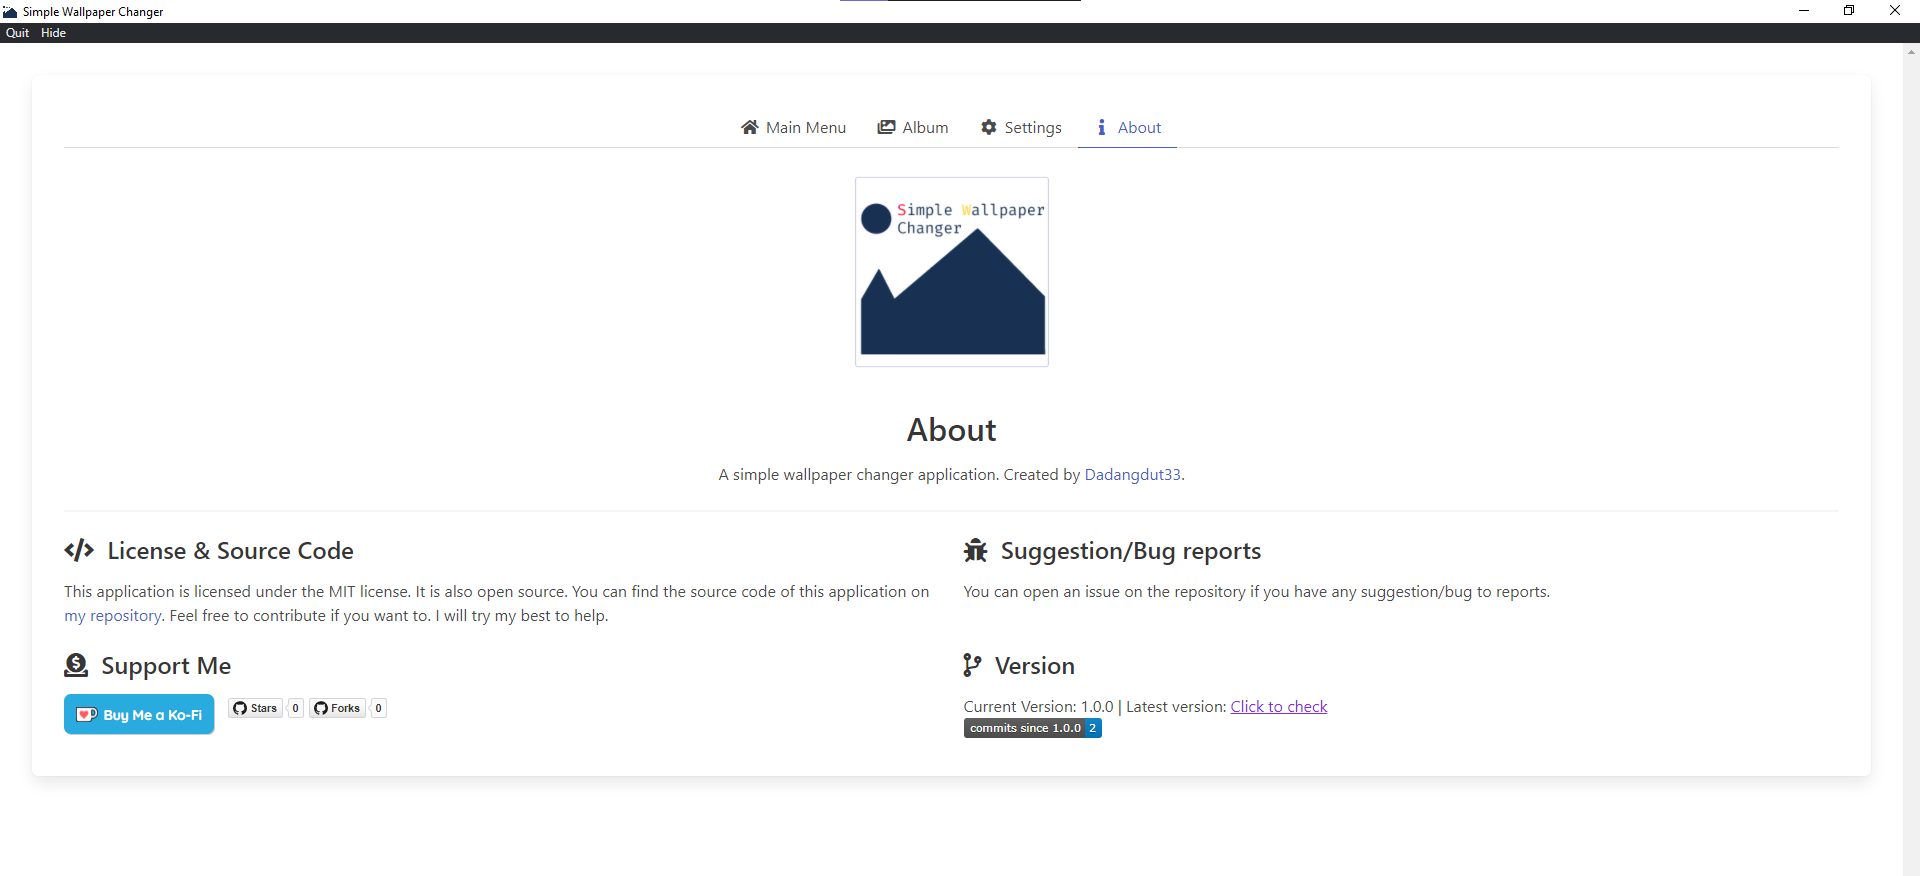 Simple Wallpaper Changer
Quit Hide
Main Menu Album Settings About
Simple Wallpaper
Changer
About
A simple wallpaper changer application. Created by Dadangdut33.
License & Source Code
This application is licensed under the MIT license. It is also open source. You can find the source code of this application on
my repository. Feel free to contribute if you want to. I will try my best to help.
Suggestion/Bug reports
You can open an issue on the repository if you have any suggestion/bug to reports.
Support Me
Buy Me a Ko-Fi Stars 0 Forks 0
Version
Current Version: 1.0.0 | Latest version: Click to check
commits since 1.0.0 2